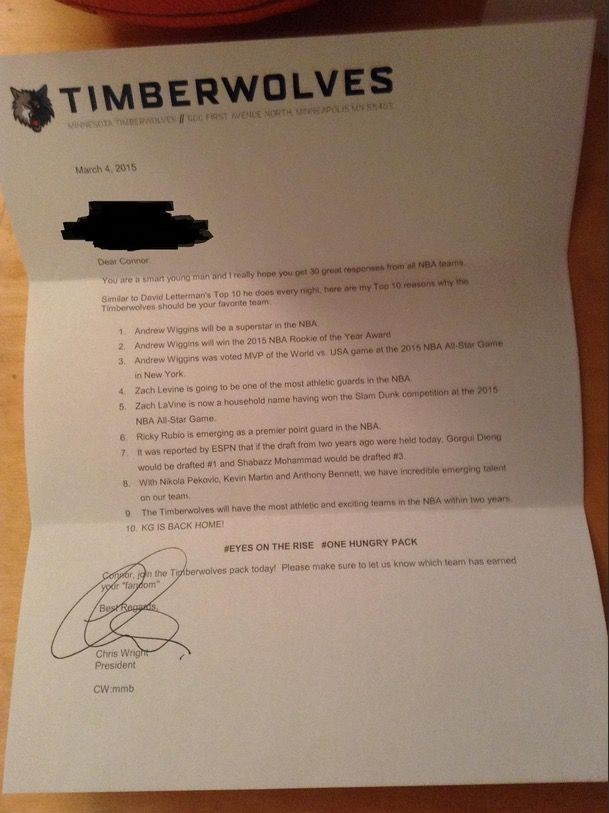 TIMBERWOLVES
MINNESOTA TIMBERWOLVES // 600 FIRST AVENUE NORTH, MINNEAPOLIS MN 55403
March 4, 2015
Dear Connor:
You are a smart young man and I really hope you get 30 great responses from all NBA teams.
Similar to David Letterman's Top 10 he does every night, here are my Top 10 reasons why the
Timberwolves should be your favorite team:
1. Andrew Wiggins will be a superstar in the NBA.
2. Andrew Wiggins will win the 2015 NBA Rookie of the Year Award
3. Andrew Wiggins was voted MVP of the World vs. USA game at the 2015 NBA All-Star Game
in New York.
4. Zach Levine is going to be one of the most athletic guards in the NBA.
5. Zach LaVine is now a household name having won the Slam Dunk competition at the 2015
NBA All-Star Game.
6. Ricky Rubio is emerging as a premier point guard in the NBA.
7. It was reported by ESPN that if the draft from two years ago were held today, Gorgui Dieng
would be drafted #1 and Shabazz Mohammad would be drafted #3.
8. With Nikola Pekovic, Kevin Martin and Anthony Bennett, we have incredible emerging talent
on our team.
9. The Timberwolves will have the most athletic and exciting teams in the NBA within two years.
10. KG IS BACK HOME!
#EYES ON THE RISE #ONE HUNGRY PACK
Connor, join the Timberwolves pack today! Please make sure to let us know which team has earned
your "fandom"
Best Regards,
Chris Wright
President
CW:mmb